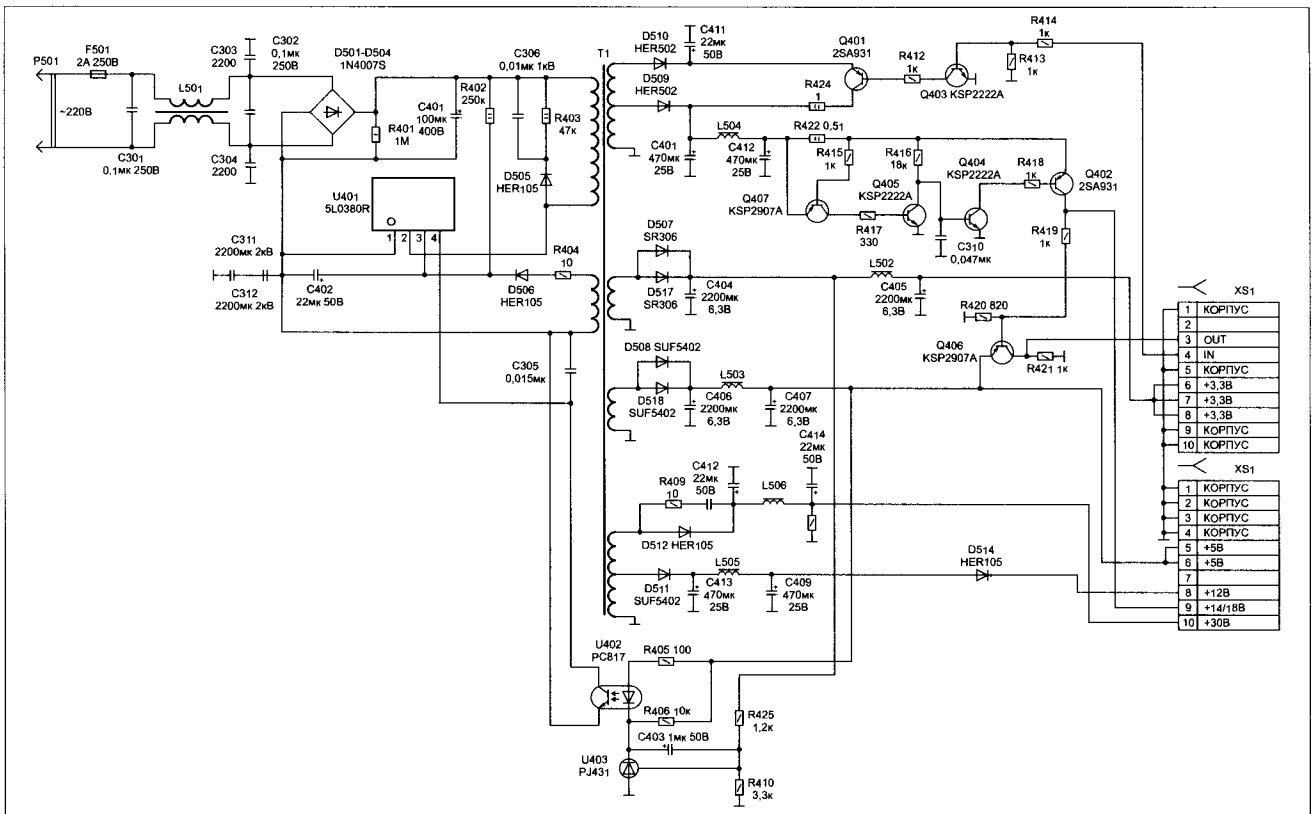 P501
F501
2А 250В
~220В
L501
C301
0,1мк 250В
C303
2200
C302
0,1мк
250В
C304
2200
D501-D504
1N4007S
R401
1М
C401
100мк
400В
R402
250к
C306
0,01мк 1кВ
R403
47к
D505
HER105
T1
U401
5L0380R
1 2 3 4
C311
2200мк 2кВ
C312
2200мк 2кВ
C402
22мк 50В
D506
HER105
R404
10
C305
0,015мк
D510
HER502
C411
22мк
50В
D509
HER502
Q401
2SA931
R424
1
R412
1к
Q403 KSP2222A
R414
1к
R413
1к
C401
470мк
25В
L504
C412
470мк
25В
R422 0,51
R415
1к
Q407
KSP2907A
R417
330
R416
18к
Q405
KSP2222A
Q404
KSP2222A
C310
0,047мк
R418
1к
Q402
2SA931
R419
1к
D507
SR306
D517
SR306
C404
2200мк
6,3В
L502
C405
2200мк
6,3В
R420 820
Q406
KSP2907A
R421 1к
D508 SUF5402
D518
SUF5402
C406
2200мк
6,3В
L503
C407
2200мк
6,3В
R409
10
C412
22мк
50В
D512 HER105
L506
C414
22мк
50В
D511
SUF5402
C413
470мк
25В
L505
C409
470мк
25В
D514
HER105
U402
PC817
R405 100
R406 10к
C403 1мк 50В
U403
PJ431
R425
1,2к
R410
3,3к
XS1
1 КОРПУС
2
3 OUT
4 IN
5 КОРПУС
6 +3,3В
7 +3,3В
8 +3,3В
9 КОРПУС
10 КОРПУС
XS1
1 КОРПУС
2 КОРПУС
3 КОРПУС
4 КОРПУС
5 +5В
6 +5В
7
8 +12В
9 +14/18В
10 +30В